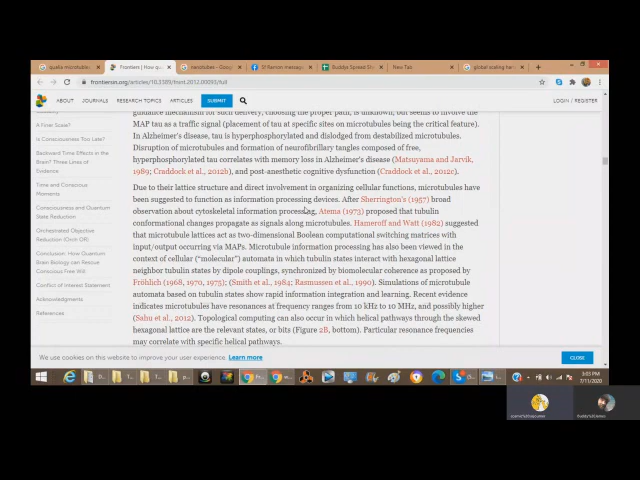 Frontiers | How qu
nanotubes - Goog
Buddys Spread Sh
New Tab
frontiersin.org/articles/10.3389/fnint.2012.00093/full
ABOUT JOURNALS RESEARCH TOPICS ARTICLES SUBMIT LOGIN / REGISTER
A Finer Scale?
Is Consciousness Too Late?
Backward Time Effects in the
Brain? Three Lines of
Evidence
Time and Conscious
Moments
Consciousness and Quantum
State Reduction
Orchestrated Objective
Reduction (Orch OR)
Conclusion: How Quantum
Brain Biology can Rescue
Conscious Free Will
Conflict of Interest Statement
Acknowledgments
References
guidance mechanism for such delivery, choosing the proper path, is unknown, but seems to involve the
MAP tau as a traffic signal (placement of tau at specific sites on microtubules being the critical feature).
In Alzheimer's disease, tau is hyperphosphorylated and dislodged from destabilized microtubules.
Disruption of microtubules and formation of neurofibrillary tangles composed of free,
hyperphosphorylated tau correlates with memory loss in Alzheimer's disease (Matsuyama and Jarvik,
1989; Craddock et al., 2012b), and post-anesthetic cognitive dysfunction (Craddock et al., 2012c).
Due to their lattice structure and direct involvement in organizing cellular functions, microtubules have
been suggested to function as information processing devices. After Sherrington's (1957) broad
observation about cytoskeletal information processing, Atema (1973) proposed that tubulin
conformational changes propagate as signals along microtubules. Hameroff and Watt (1982) suggested
that microtubule lattices act as two-dimensional Boolean computational switching matrices with
input/output occurring via MAPs. Microtubule information processing has also been viewed in the
context of cellular ("molecular") automata in which tubulin states interact with hexagonal lattice
neighbor tubulin states by dipole couplings, synchronized by biomolecular coherence as proposed by
Fröhlich (1968, 1970, 1975); (Smith et al., 1984; Rasmussen et al., 1990). Simulations of microtubule
automata based on tubulin states show rapid information integration and learning. Recent evidence
indicates microtubules have resonances at frequency ranges from 10 kHz to 10 MHz, and possibly higher
(Sahu et al., 2012). Topological computing can also occur in which helical pathways through the skewed
hexagonal lattice are the relevant states, or bits (Figure 2B, bottom). Particular resonance frequencies
may correlate with specific helical pathways.
We use cookies on this website to improve your user experience. Learn more CLOSE
3:03 PM
7/11/2020